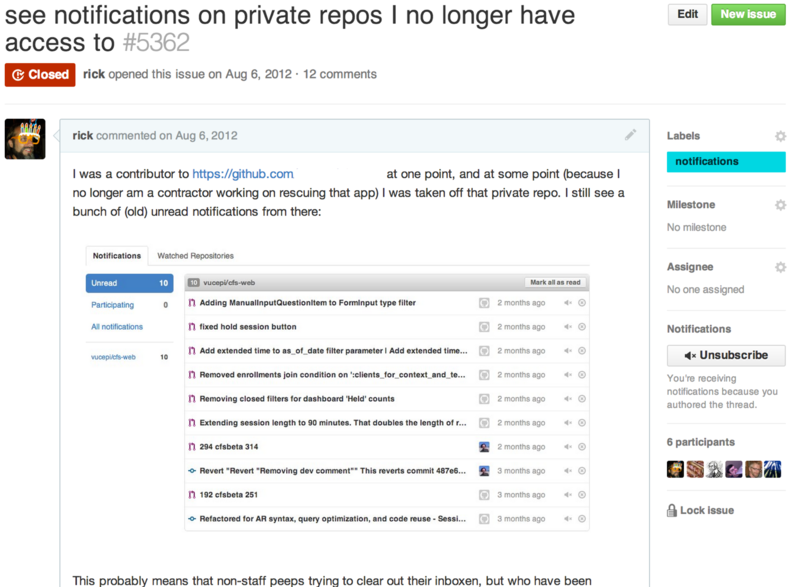 see notifications on private repos I no longer have
access to #5362
Edit
New issue
Closed
rick opened this issue on Aug 6, 2012 · 12 comments
rick commented on Aug 6, 2012
I was a contributor to https://github.com at one point, and at some point (because I
no longer am a contractor working on rescuing that app) I was taken off that private repo. I still see a
bunch of (old) unread notifications from there:
Notifications
Watched Repositories
Unread 10
Participating 0
All notifications
vucepi/cfs-web 10
10 vucepi/cfs-web Mark all as read
Adding ManualInputQuestionItem to FormInput type filter 2 months ago
fixed hold session button 2 months ago
Add extended time to as_of_date filter parameter I Add extended time... 2 months ago
Removed enrollments join condition on ':clients_for_context_and_te... 2 months ago
Removing closed filters for dashboard 'Held' counts 2 months ago
Extending session length to 90 minutes. That doubles the length of r... 2 months ago
294 cfsbeta 314 2 months ago
Revert "Revert "Removing dev comment"" This reverts commit 487e6... 3 months ago
192 cfsbeta 251 3 months ago
Refactored for AR syntax, query optimization, and code reuse - Sessi... 3 months ago
This probably means that non-staff peeps trying to clear out their inboxen, but who have been
Labels
notifications
Milestone
No milestone
Assignee
No one assigned
Notifications
Unsubscribe
You're receiving
notifications because you
authored the thread.
6 participants
Lock issue